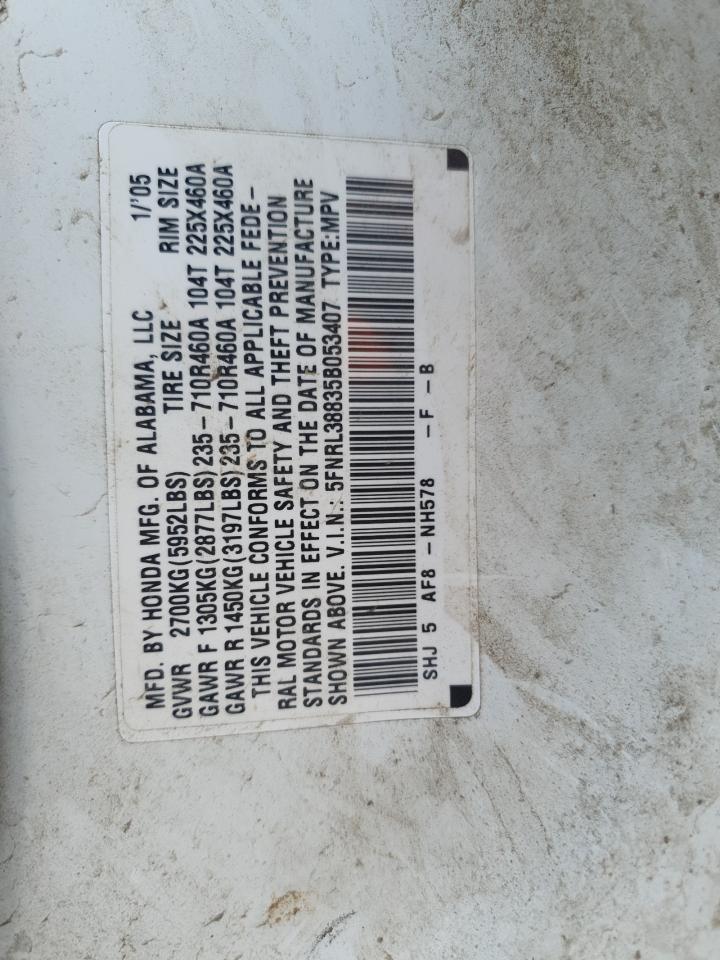 MFD. BY HONDA MFG. OF ALABAMA, LLC 1/'05
GVWR 2700KG(5952LBS) TIRE SIZE RIM SIZE
GAWR F 1305KG(2877LBS)235-710R460A 104T 225X460A
GAWR R 1450KG(3197LBS)235-710R460A 104T 225X460A
THIS VEHICLE CONFORMS TO ALL APPLICABLE FEDE-
RAL MOTOR VEHICLE SAFETY AND THEFT PREVENTION
STANDARDS IN EFFECT ON THE DATE OF MANUFACTURE
SHOWN ABOVE. V.I.N.: 5FNRL38835B053407 TYPE:MPV
SHJ 5 AF8 -NH578 -F -B